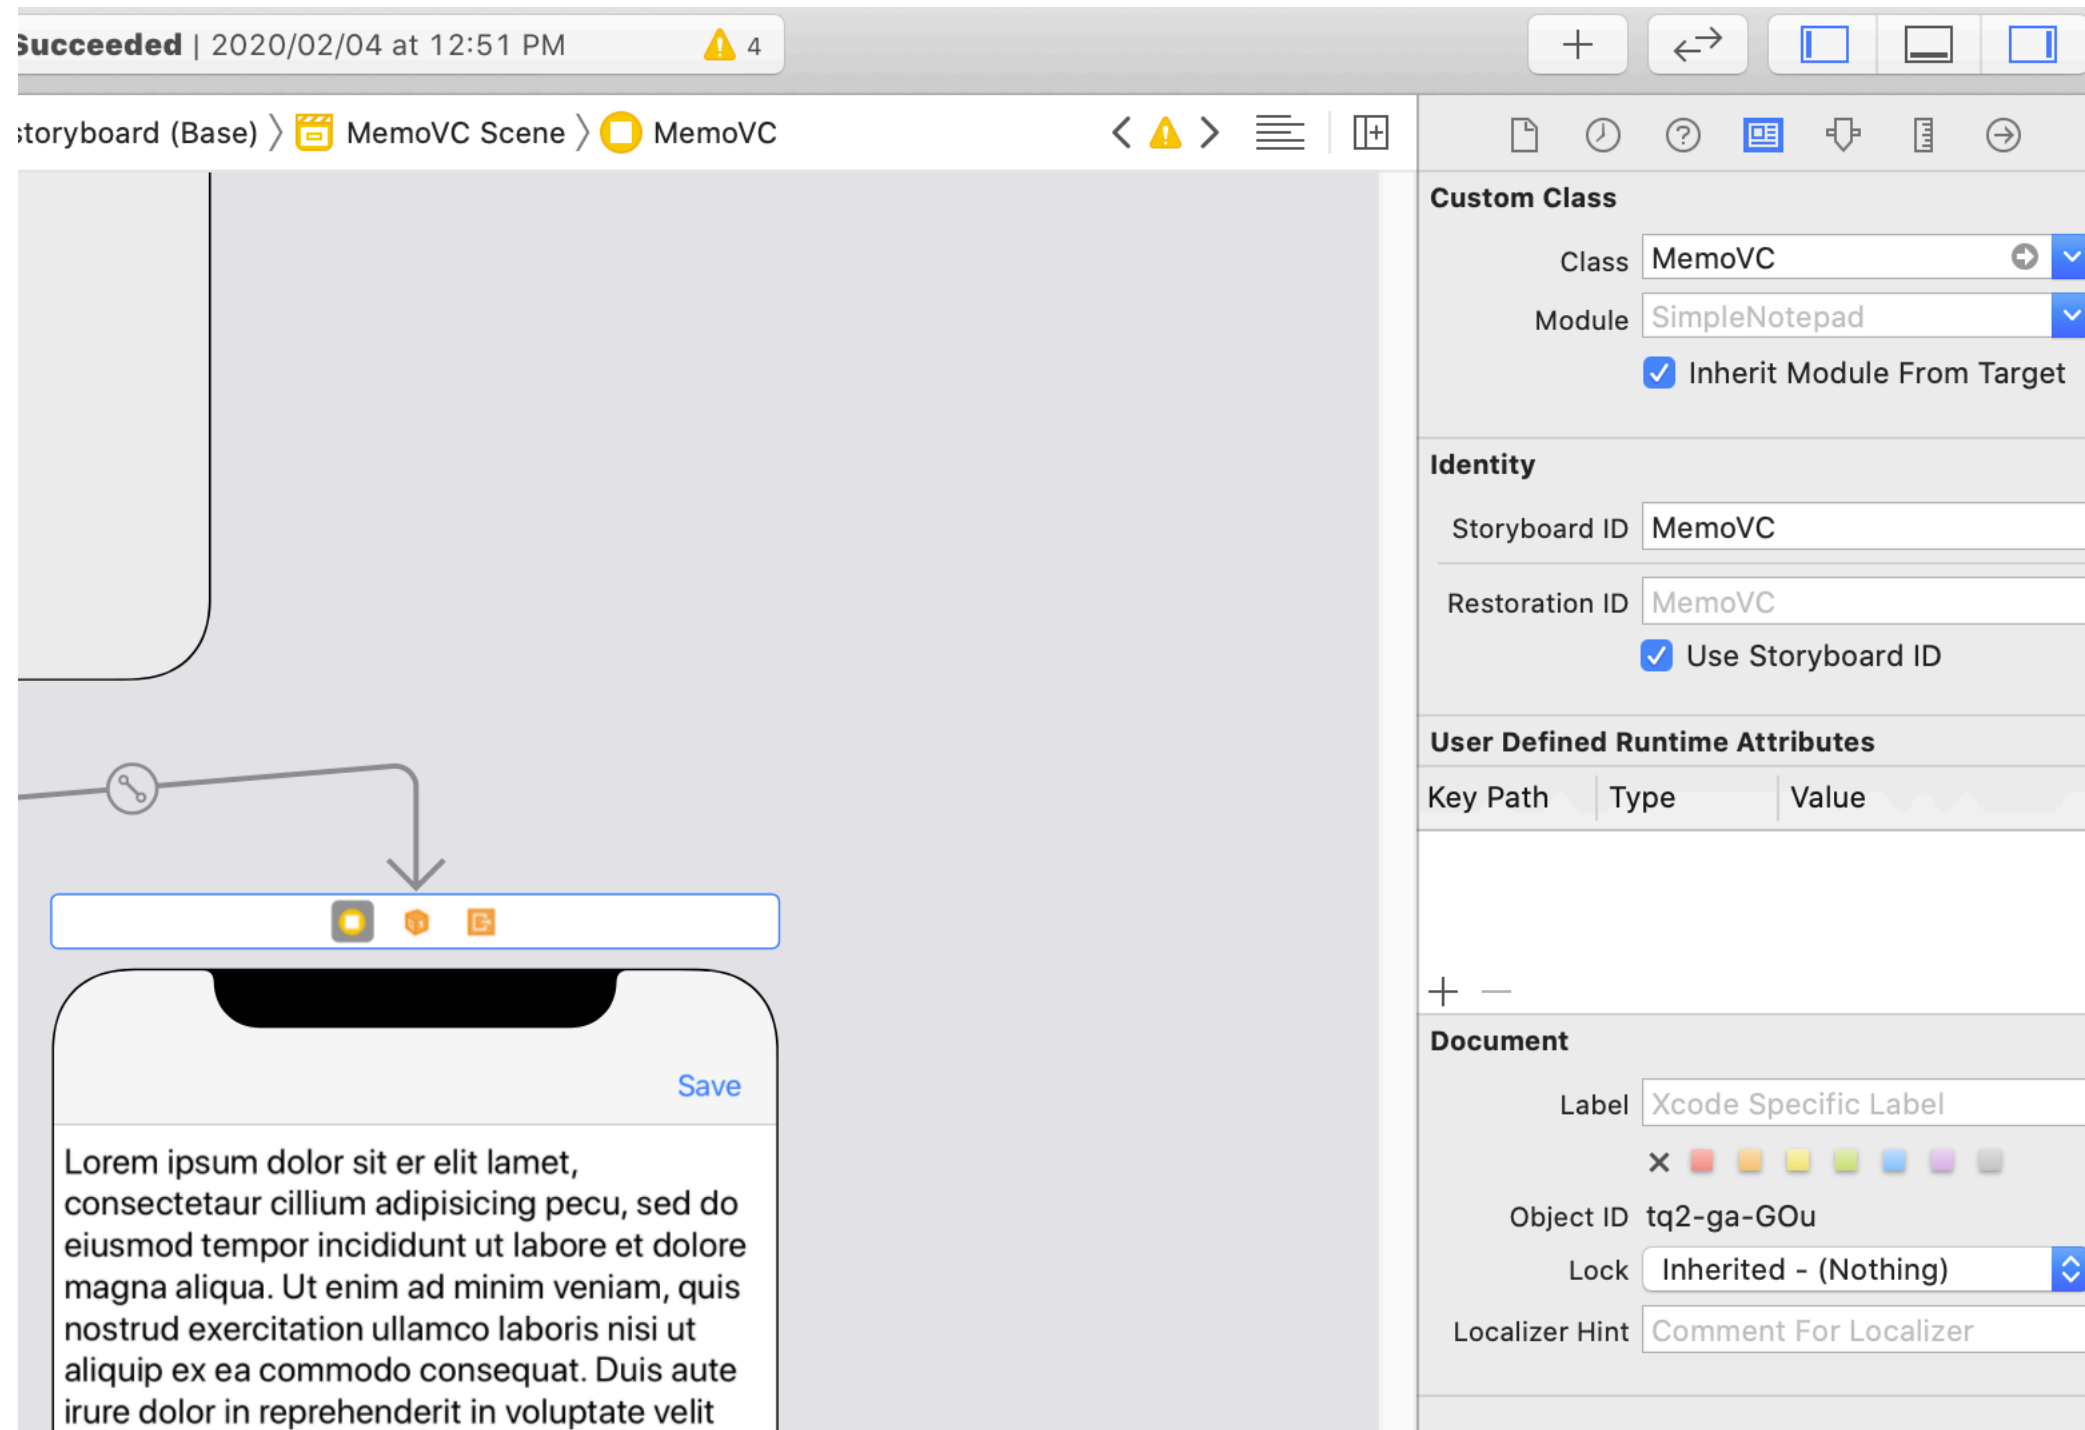 Succeeded | 2020/02/04 at 12:51 PM 4
storyboard (Base) MemoVC Scene MemoVC
Custom Class
Class MemoVC
Module SimpleNotepad
Inherit Module From Target
Identity
Storyboard ID MemoVC
Restoration ID MemoVC
Use Storyboard ID
User Defined Runtime Attributes
Key Path Type Value
Document
Label Xcode Specific Label
Object ID tq2-ga-GOu
Lock Inherited - (Nothing)
Localizer Hint Comment For Localizer
Save
Lorem ipsum dolor sit er elit lamet,
consectetaur cillium adipisicing pecu, sed do
eiusmod tempor incididunt ut labore et dolore
magna aliqua. Ut enim ad minim veniam, quis
nostrud exercitation ullamco laboris nisi ut
aliquip ex ea commodo consequat. Duis aute
irure dolor in reprehenderit in voluptate velit